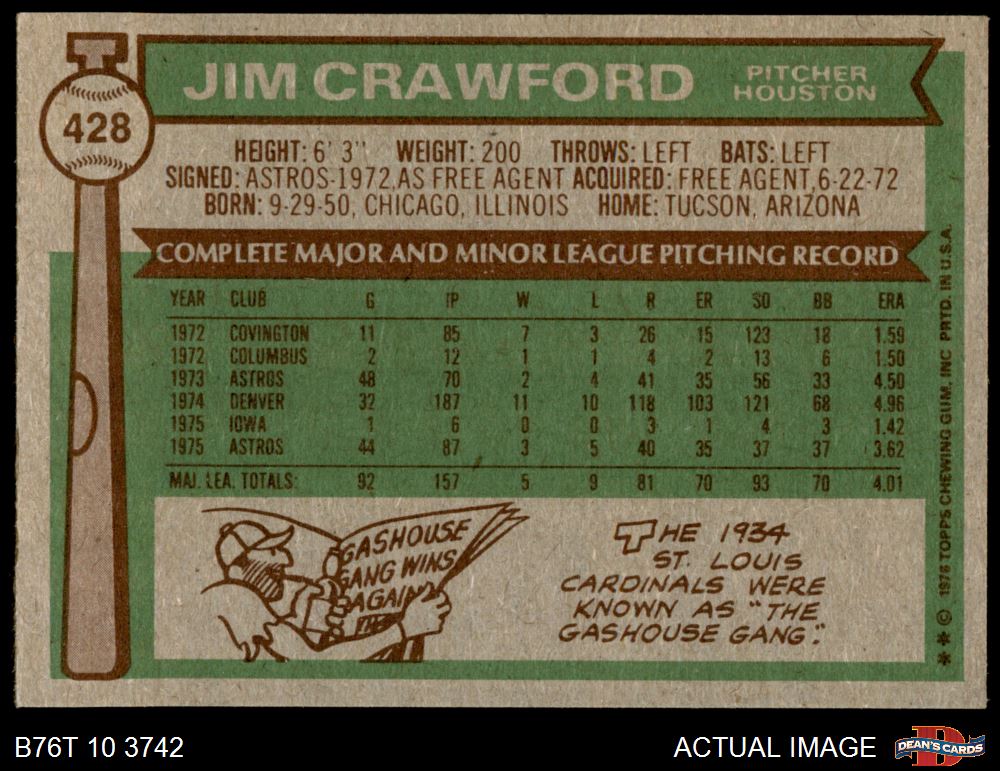 428
JIM CRAWFORD
PITCHER
HOUSTON
HEIGHT: 6' 3" WEIGHT: 200 THROWS: LEFT BATS: LEFT
SIGNED: ASTROS-1972, AS FREE AGENT ACQUIRED: FREE AGENT, 6-22-72
BORN: 9-29-50, CHICAGO, ILLINOIS HOME: TUCSON, ARIZONA
COMPLETE MAJOR AND MINOR LEAGUE PITCHING RECORD
YEAR CLUB G IP W L R ER SO BB ERA
1972 COVINGTON 11 85 7 3 26 15 123 18 1.59
1972 COLUMBUS 2 12 1 1 4 2 13 6 1.50
1973 ASTROS 48 70 2 4 41 35 56 33 4.50
1974 DENVER 32 187 11 10 118 103 121 68 4.96
1975 IOWA 1 6 0 0 3 1 4 3 1.42
1975 ASTROS 44 87 3 5 40 35 37 37 3.62
MAJ. LEA. TOTALS: 92 157 5 9 81 70 93 70 4.01
GASHOUSE
GANG WINS
AGAIN
THE 1934
ST. LOUIS
CARDINALS WERE
KNOWN AS "THE
GASHOUSE GANG."
** © 1976 TOPPS CHEWING GUM, INC PRTD. IN U.S.A.
B76T 10 3742
ACTUAL IMAGE
D
DEAN'S CARDS